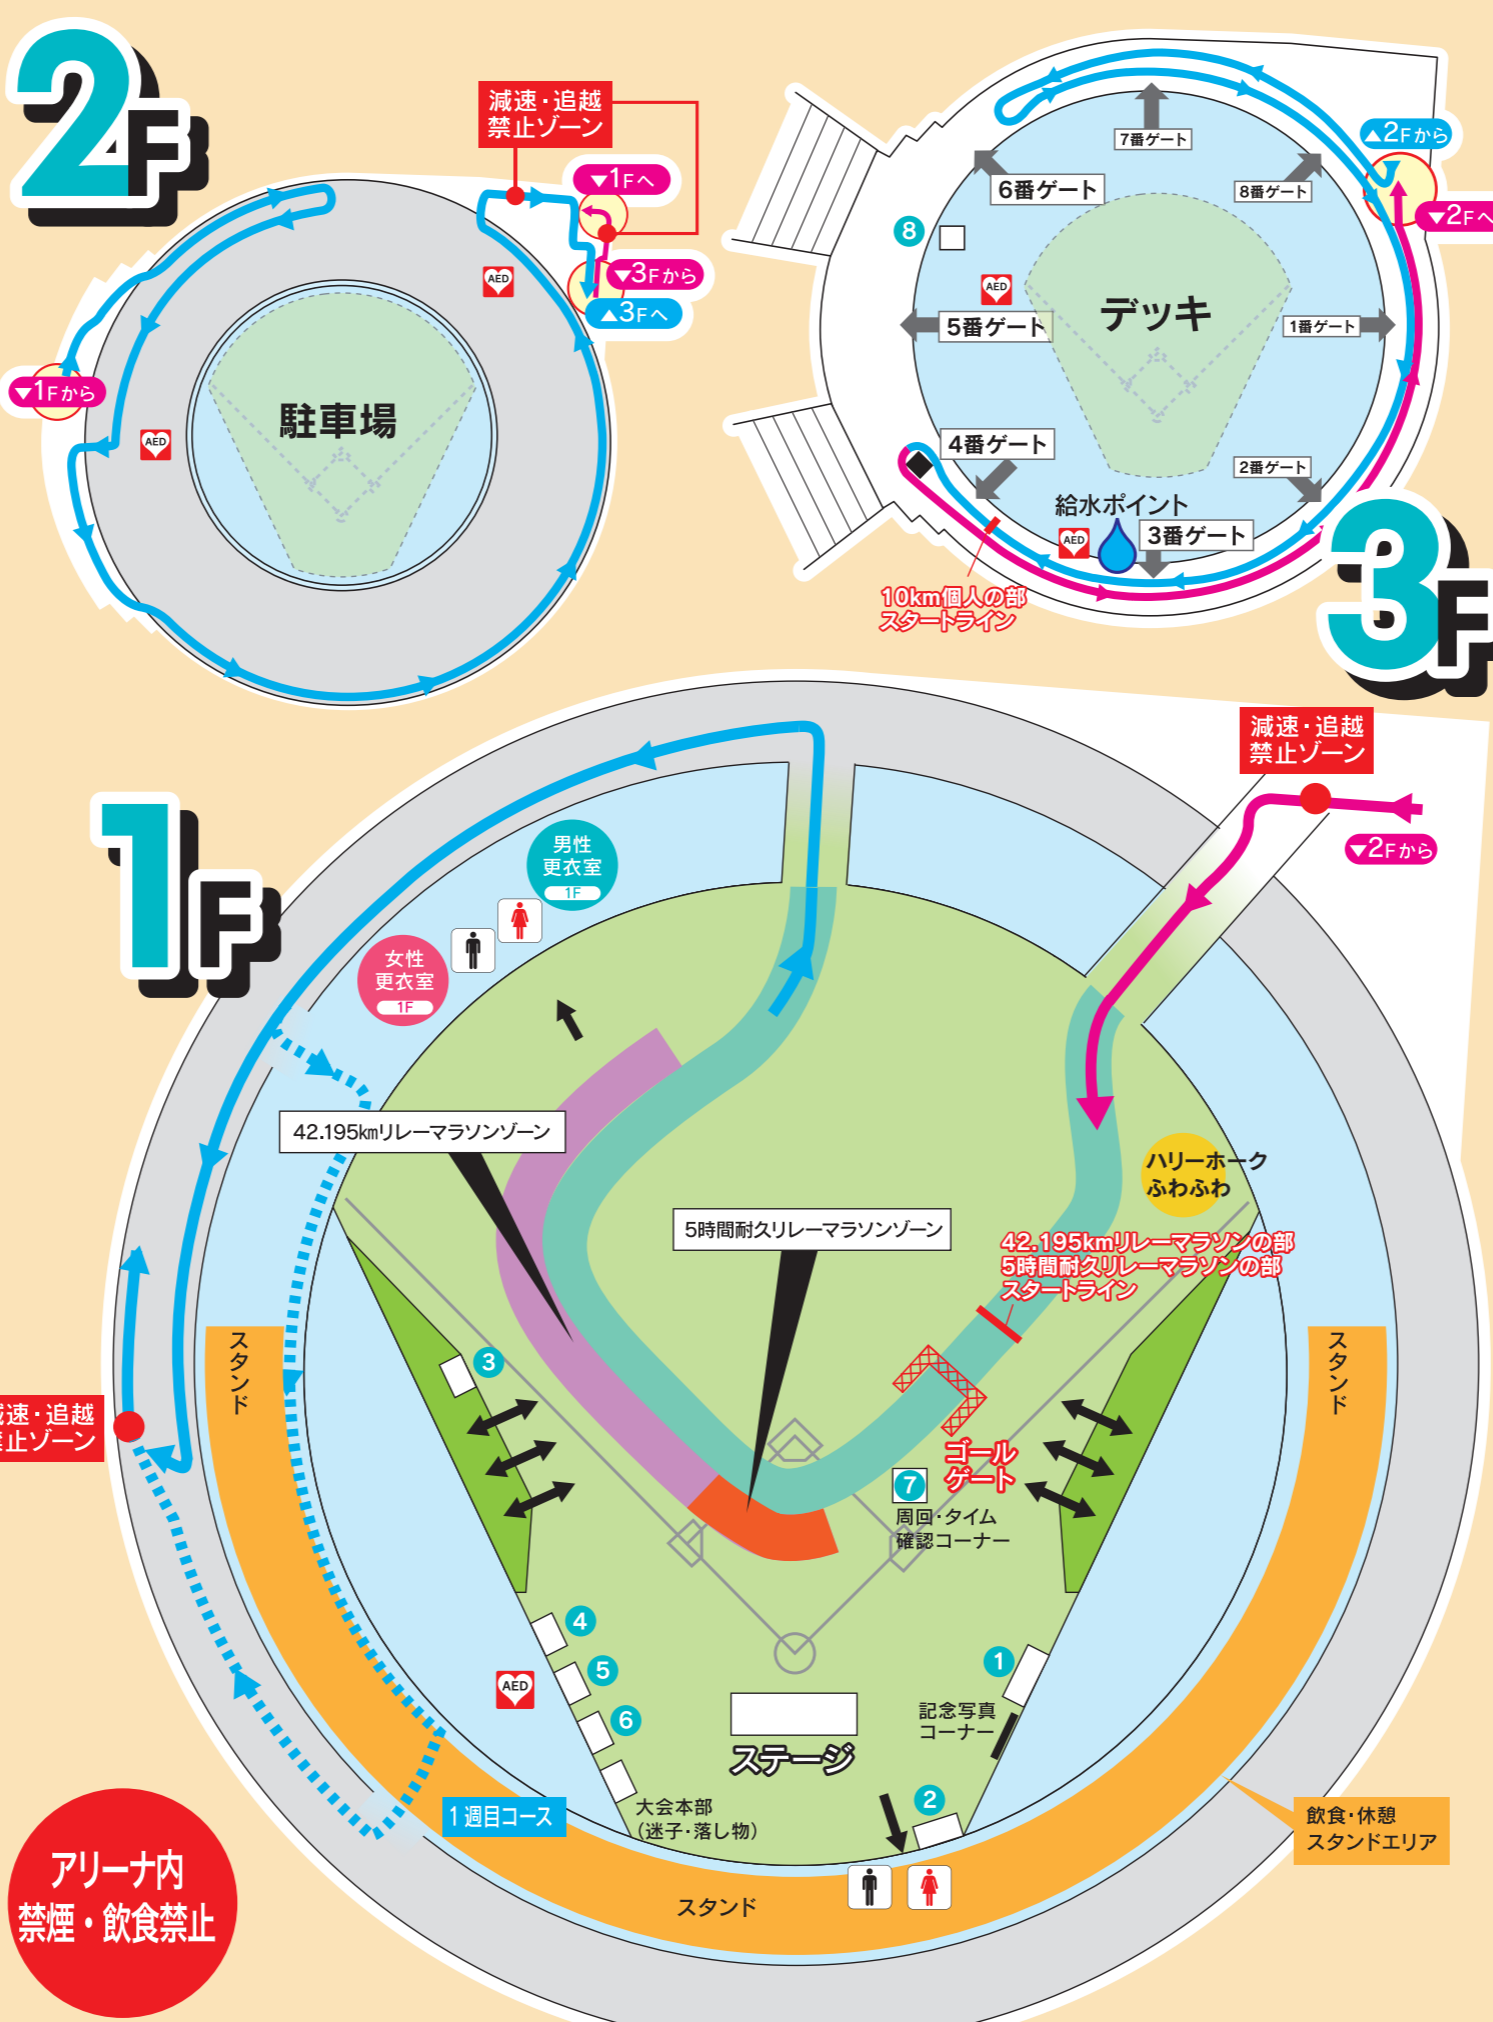 2F
減速・追越
禁止ゾーン
▼1Fへ
▼3Fから
▲3Fへ
▼1Fから
AED
AED
駐車場
7番ゲート
6番ゲート
8番ゲート
▲2Fから
▼2Fへ
8
AED
デッキ
5番ゲート
1番ゲート
4番ゲート
2番ゲート
給水ポイント
AED
3番ゲート
10km個人の部
スタートライン
3F
1F
減速・追越
禁止ゾーン
▼2Fから
男性
更衣室
1F
女性
更衣室
1F
42.195kmリレーマラソンゾーン
5時間耐久リレーマラソンゾーン
ハリーホーク
ふわふわ
42.195kmリレーマラソンの部
5時間耐久リレーマラソンの部
スタートライン
スタンド
スタンド
3
減速・追越
禁止ゾーン
ゴール
ゲート
7
周回・タイム
確認コーナー
4
5
6
AED
1
記念写真
コーナー
ステージ
2
大会本部
(迷子・落し物)
1週目コース
飲食・休憩
スタンドエリア
スタンド
アリーナ内
禁煙・飲食禁止